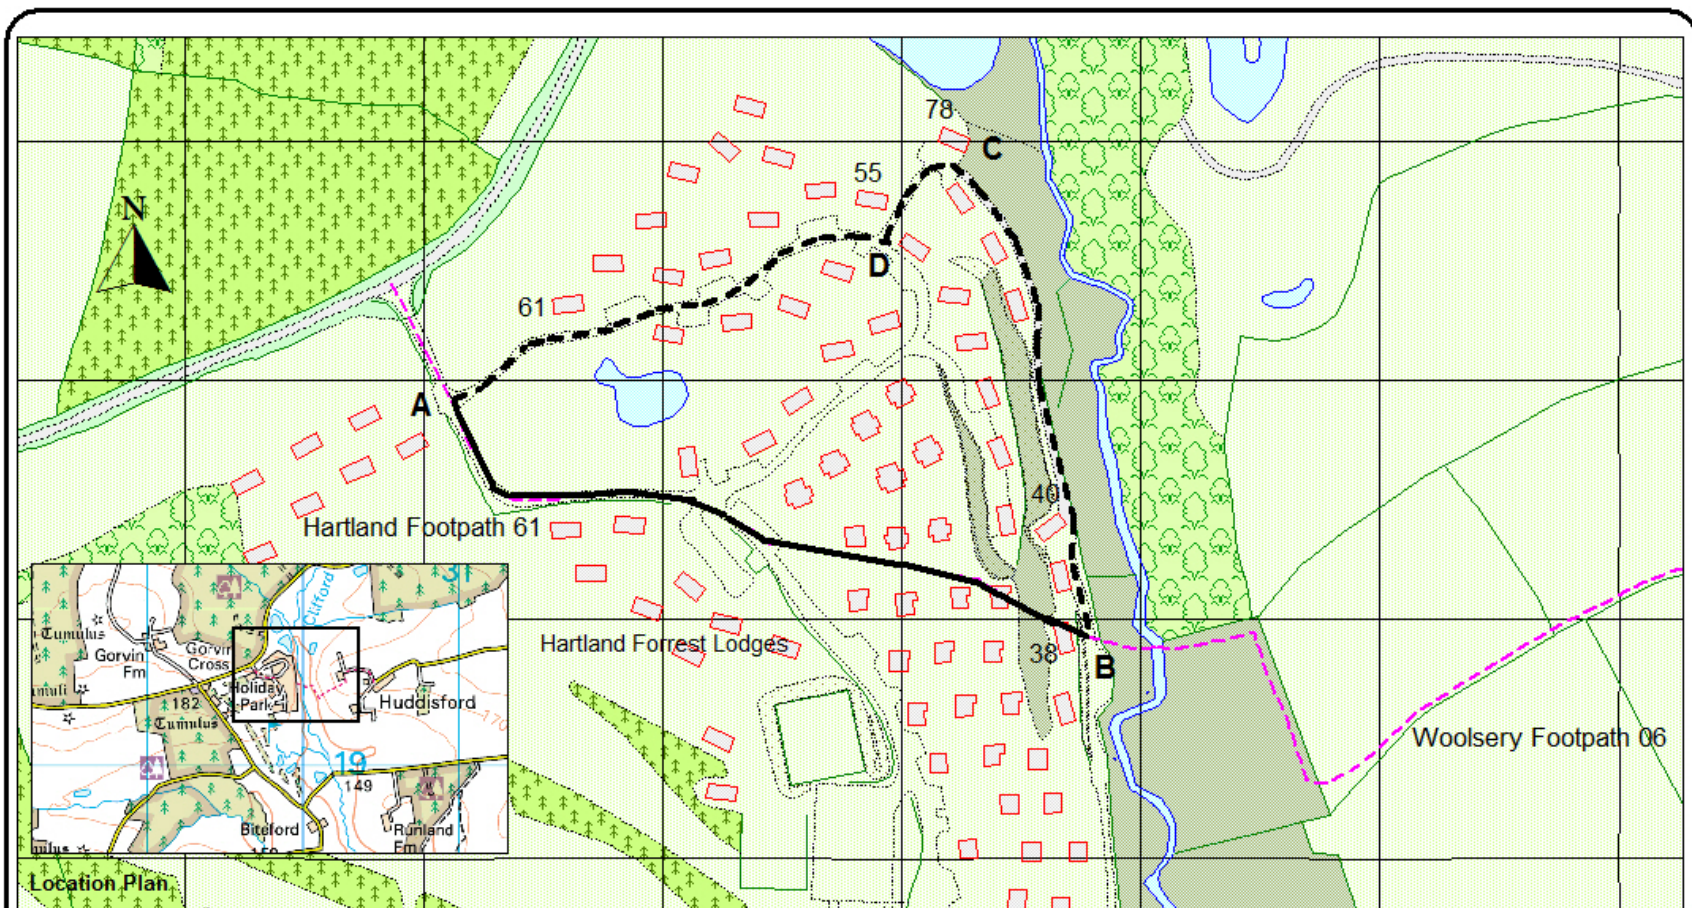 78
C
55
N
D
61
A
40
Hartland Footpath 61
Hartland Forrest Lodges
38
B
Woolsery Footpath 06
31
Clifford
Tumulus
Gorvin
Fm
Gorvin
Cross
Holiday
Park
182
Tumulus
Huddisford
170
19
149
Biteford
Runland
Fm
Location Plan